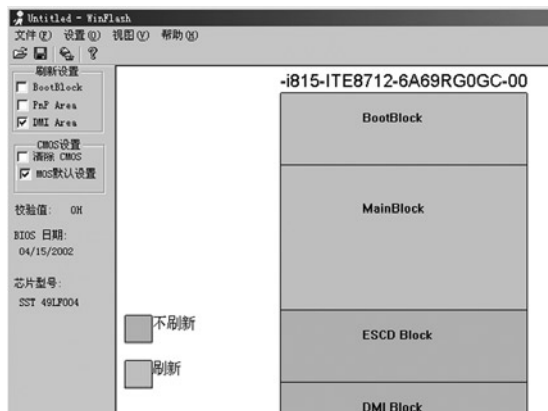 Untitled - WinFlash
文件(F) 设置(O) 视图(V) 帮助(H)
刷新设置
BootBlock
PnP Area
DMI Area
CMOS设置
清除 CMOS
MOS默认设置
校验值: 0H
BIOS 日期:
04/15/2002
芯片型号:
SST 49LF004
不刷新
刷新
-i815-ITE8712-6A69RG0GC-00
BootBlock
MainBlock
ESCD Block
DMI Block